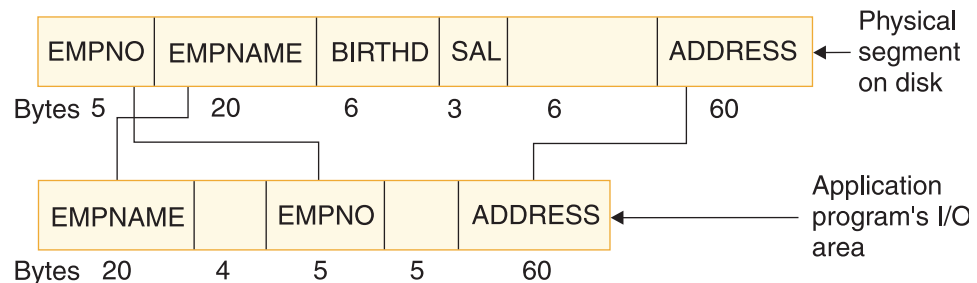 EMPNO EMPNAME BIRTHD SAL ADDRESS
Physical
segment
on disk
Bytes 5 20 6 3 6 60
EMPNAME EMPNO ADDRESS
Application
program's I/O
area
Bytes 20 4 5 5 60